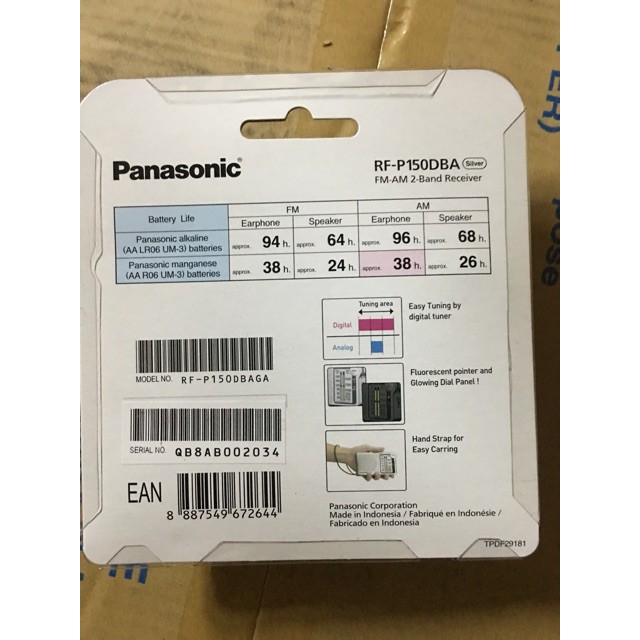 Panasonic
RF-P150DBA Silver
FM-AM 2-Band Receiver
Battery Life FM AM
Earphone Speaker Earphone Speaker
Panasonic alkaline
(AA LR06 UM-3) batteries approx. 94 h. approx. 64 h. approx. 96 h. approx. 68 h.
Panasonic manganese
(AA R06 UM-3) batteries approx. 38 h. approx. 24 h. approx. 38 h. approx. 26 h.
Tuning area
Digital
Analog
Easy Tuning by
digital tuner
Fluorescent pointer and
Glowing Dial Panel !
Hand Strap for
Easy Carring
MODEL NO. RF-P150DBAGA
SERIAL NO. QB8AB002034
EAN
8 887549 672644
Panasonic Corporation
Made in Indonesia / Fabriqué en Indonésie /
Fabricado en Indonesia
TPDF29181